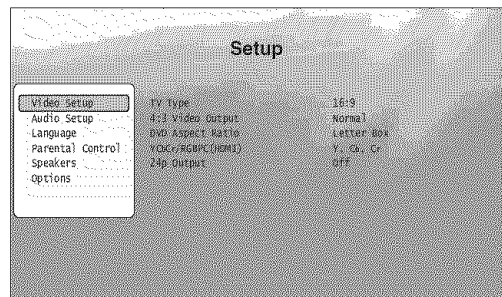 Setup
Video Setup TV Type 16:9
Audio Setup 4:3 Video Output Normal
Language DVD Aspect Ratio Letter Box
Parental Control YCbCr/RGBPC(HDMI) Y, Cb, Cr
Speakers 24p Output Off
Options